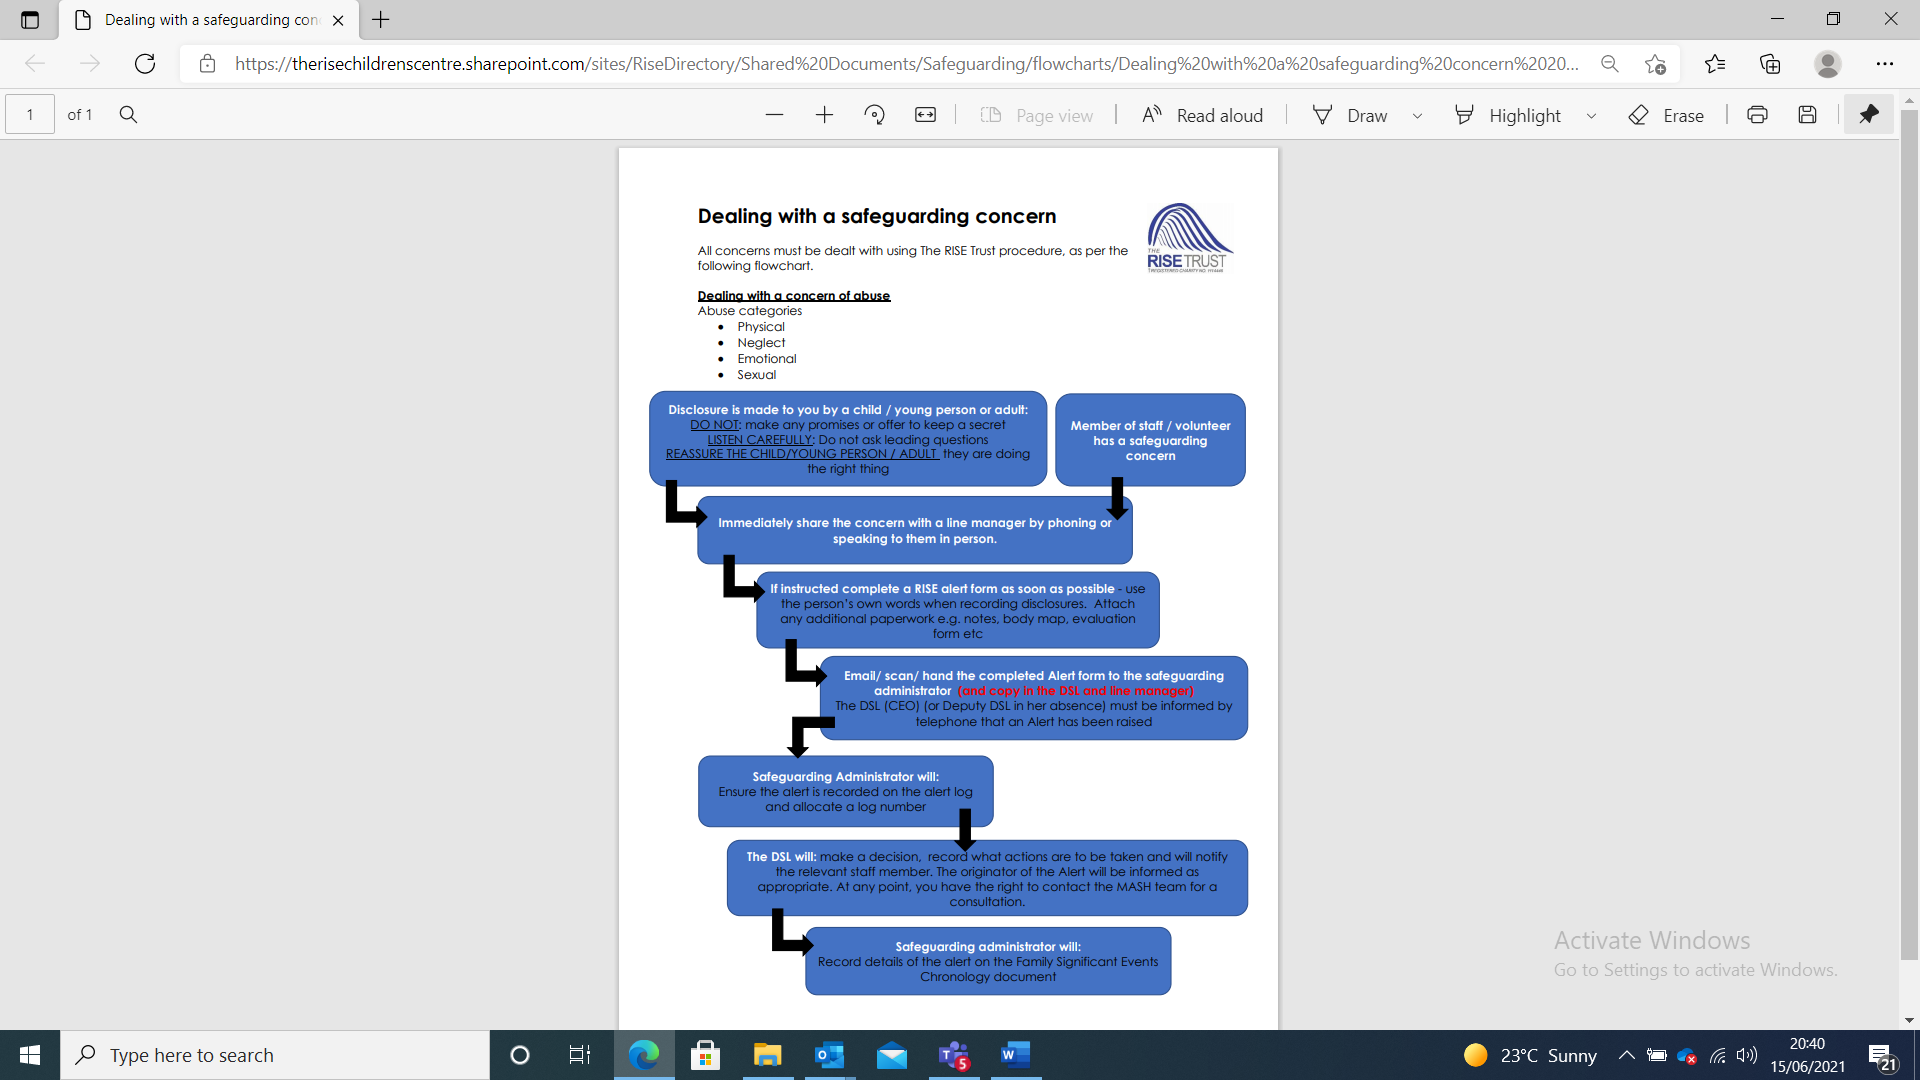 Dealing with a safeguarding con
https://therisechildrenscentre.sharepoint.com/sites/RiseDirectory/Shared%20Documents/Safeguarding/flowcharts/Dealing%20with%20a%20safeguarding%20concern%2020...
1 of 1
Page view
Read aloud
Draw
Highlight
Erase
Dealing with a safeguarding concern
All concerns must be dealt with using The RISE Trust procedure, as per the
following flowchart.
THE
RISE TRUST
Dealing with a concern of abuse
Abuse categories
• Physical
• Neglect
• Emotional
• Sexual
Disclosure is made to you by a child / young person or adult:
DO NOT: make any promises or offer to keep a secret
LISTEN CAREFULLY: Do not ask leading questions
REASSURE THE CHILD/YOUNG PERSON / ADULT they are doing
the right thing
Member of staff / volunteer
has a safeguarding
concern
Immediately share the concern with a line manager by phoning or
speaking to them in person.
If instructed complete a RISE alert form as soon as possible - use
the person's own words when recording disclosures. Attach
any additional paperwork e.g. notes, body map, evaluation
form etc
Email/ scan/ hand the completed Alert form to the safeguarding
administrator (and copy in the DSL and line manager)
The DSL (CEO) (or Deputy DSL in her absence) must be informed by
telephone that an Alert has been raised
Safeguarding Administrator will:
Ensure the alert is recorded on the alert log
and allocate a log number
The DSL will: make a decision, record what actions are to be taken and will notify
the relevant staff member. The originator of the Alert will be informed as
appropriate. At any point, you have the right to contact the MASH team for a
consultation.
Safeguarding administrator will:
Record details of the alert on the Family Significant Events
Chronology document
Activate Windows
Go to Settings to activate Windows.
Type here to search
5
23°C Sunny
20:40
15/06/2021
21